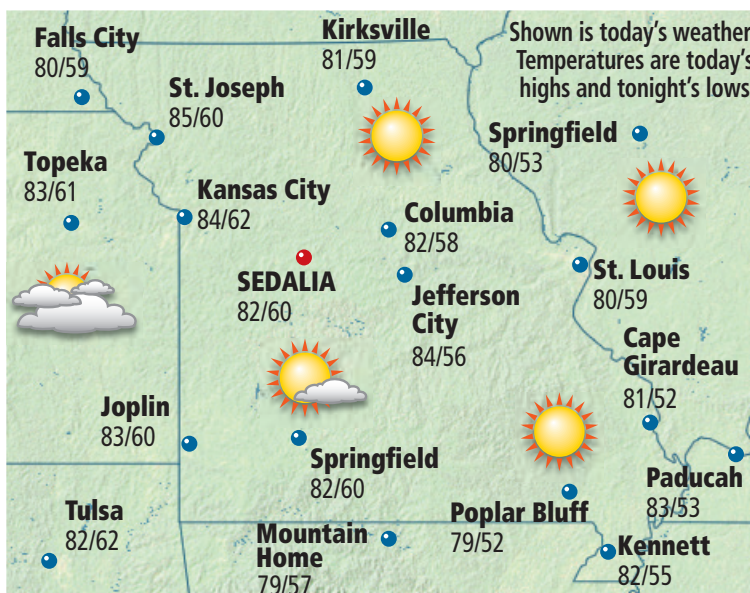 Falls City
80/59
Kirksville
81/59
Shown is today's weather
Temperatures are today's
highs and tonight's lows
St. Joseph
85/60
Springfield
80/53
Topeka
83/61
Kansas City
84/62
Columbia
82/58
SEDALIA
82/60
Jefferson
City
84/56
St. Louis
80/59
Cape
Girardeau
81/52
Joplin
83/60
Springfield
82/60
Paducah
83/53
Tulsa
82/62
Mountain
Home
79/57
Poplar Bluff
79/52
Kennett
82/55